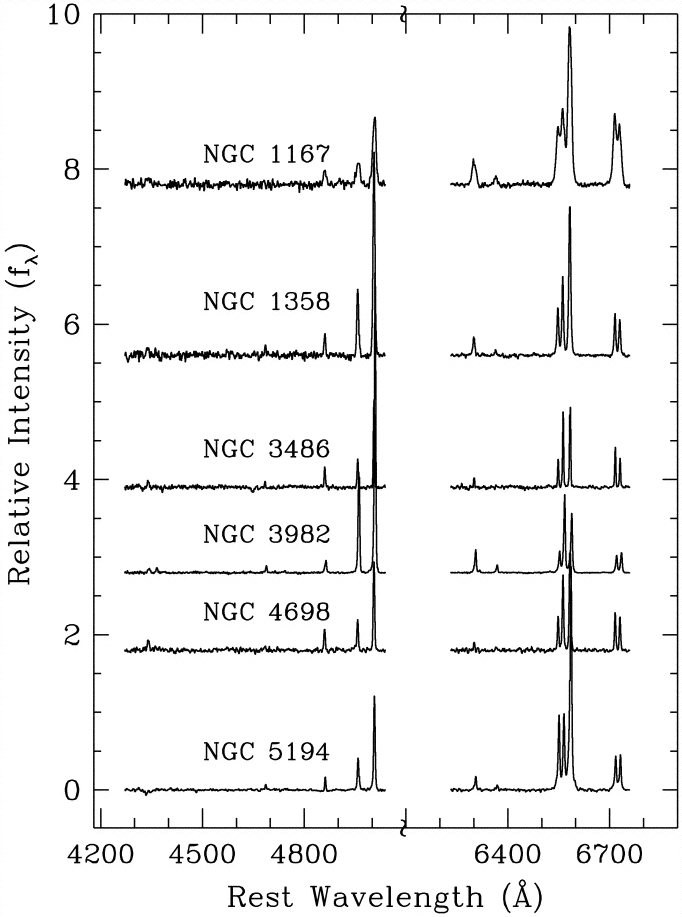 10
8
6
4
2
0
Relative Intensity (fλ)
NGC 1167
NGC 1358
NGC 3486
NGC 3982
NGC 4698
NGC 5194
4200 4500 4800 6400 6700
Rest Wavelength (Å)